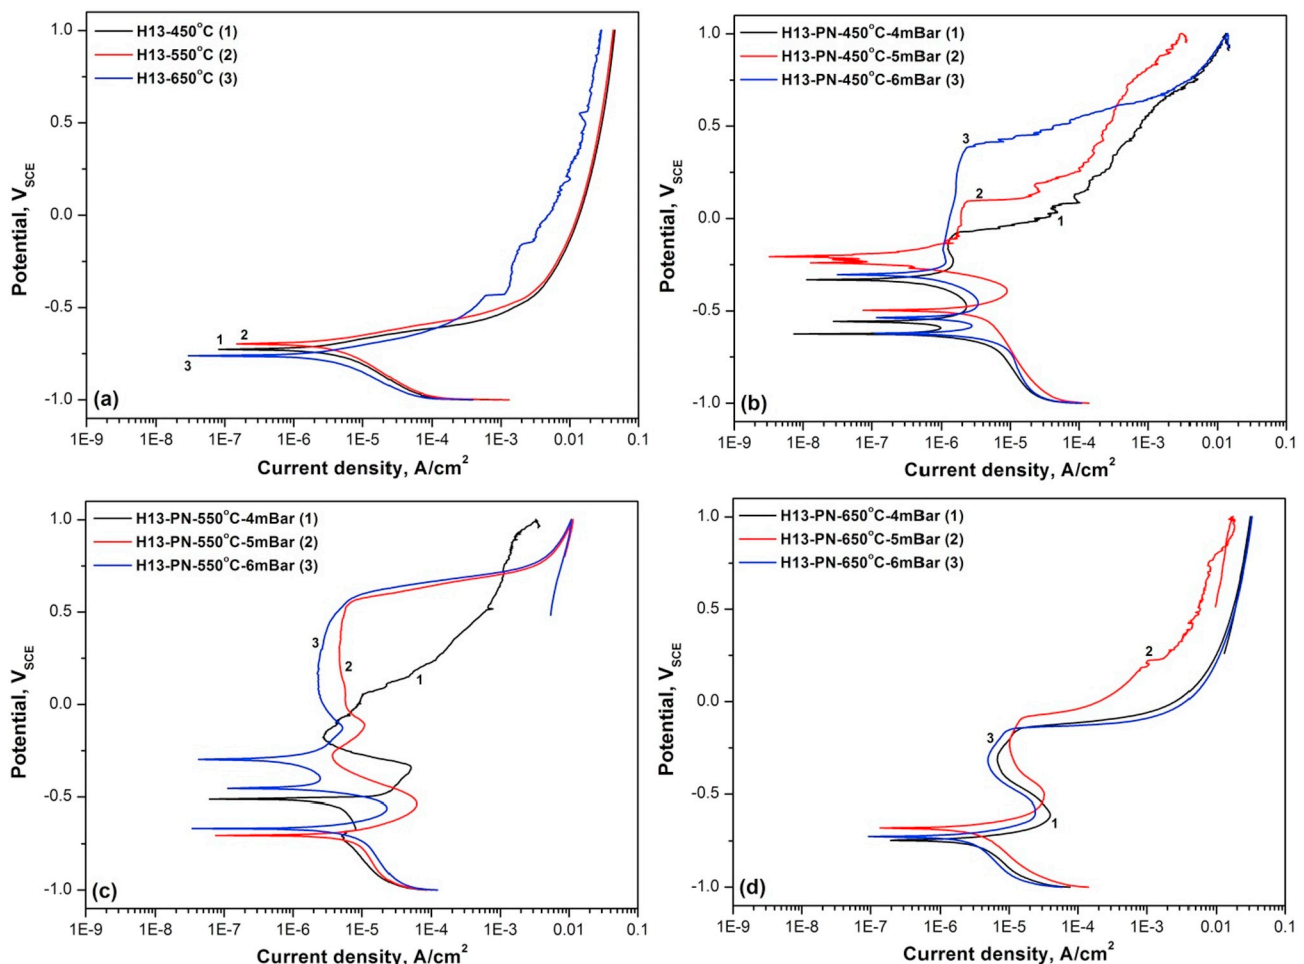 H13-450°C (1)
H13-550°C (2)
H13-650°C (3)
1.0
0.5
0.0
-0.5
-1.0
Potential, V_SCE
1
2
3
(a)
1E-9
1E-8
1E-7
1E-6
1E-5
1E-4
1E-3
0.01
0.1
Current density, A/cm²
H13-PN-450°C-4mBar (1)
H13-PN-450°C-5mBar (2)
H13-PN-450°C-6mBar (3)
1.0
0.5
0.0
-0.5
-1.0
Potential, V_SCE
3
2
1
(b)
1E-9
1E-8
1E-7
1E-6
1E-5
1E-4
1E-3
0.01
0.1
Current density, A/cm²
H13-PN-550°C-4mBar (1)
H13-PN-550°C-5mBar (2)
H13-PN-550°C-6mBar (3)
1.0
0.5
0.0
-0.5
-1.0
Potential, V_SCE
3
2
1
(c)
1E-9
1E-8
1E-7
1E-6
1E-5
1E-4
1E-3
0.01
0.1
Current density, A/cm²
H13-PN-650°C-4mBar (1)
H13-PN-650°C-5mBar (2)
H13-PN-650°C-6mBar (3)
1.0
0.5
0.0
-0.5
-1.0
Potential, V_SCE
2
3
1
(d)
1E-9
1E-8
1E-7
1E-6
1E-5
1E-4
1E-3
0.01
0.1
Current density, A/cm²